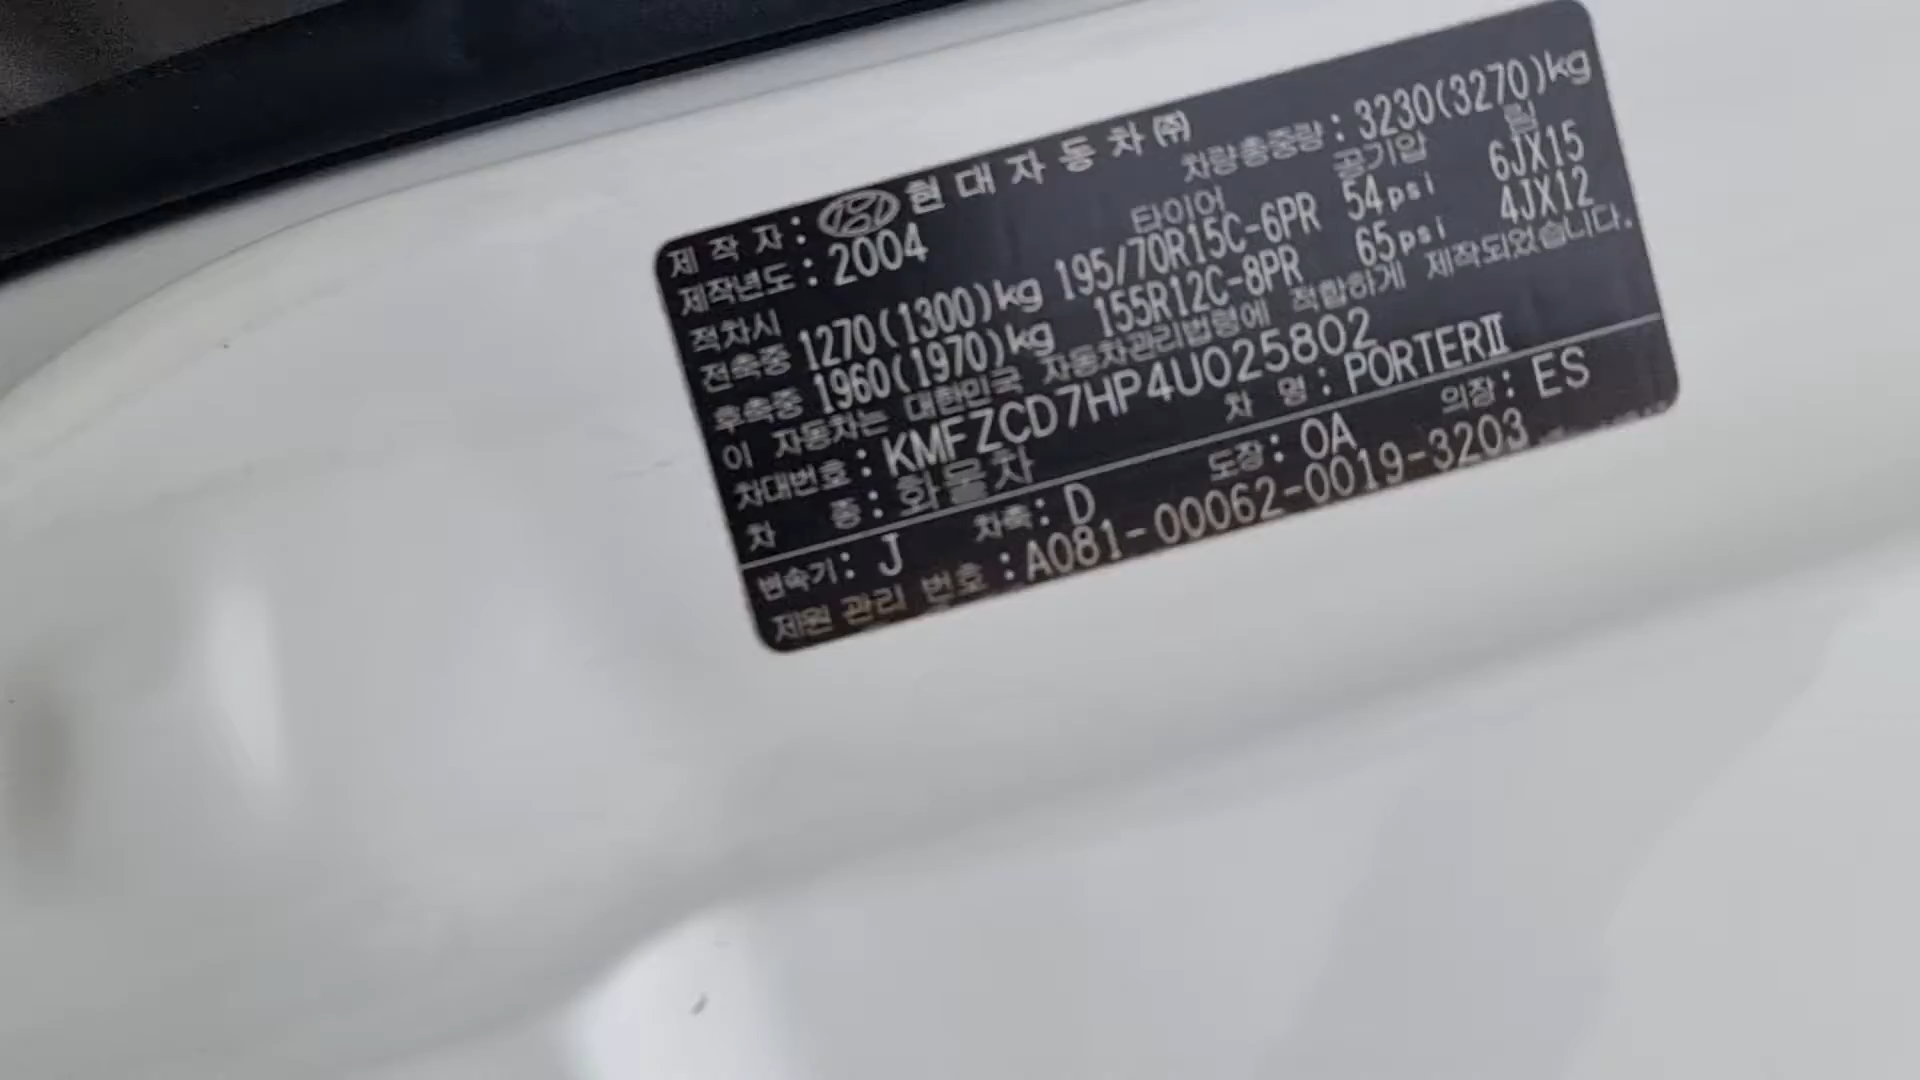 제 작 자 : 현 대 자 동 차 ㈜
제작년도 : 2004 차량총중량 : 3230(3270)kg
적차시 타이어 공기압 림
전축중 1270(1300)kg 195/70R15C-6PR 54psi 6JX15
후축중 1960(1970)kg 155R12C-8PR 65psi 4JX12
이 자동차는 대한민국 자동차관리법령에 적합하게 제작되었습니다.
차대번호 : KMFZCD7HP4U025802
차 종 : 화물차 차 명 : PORTERⅡ
변속기 : J 차축 : D 도장 : OA 의장 : ES
제원 관리 번호 : A081-00062-0019-3203